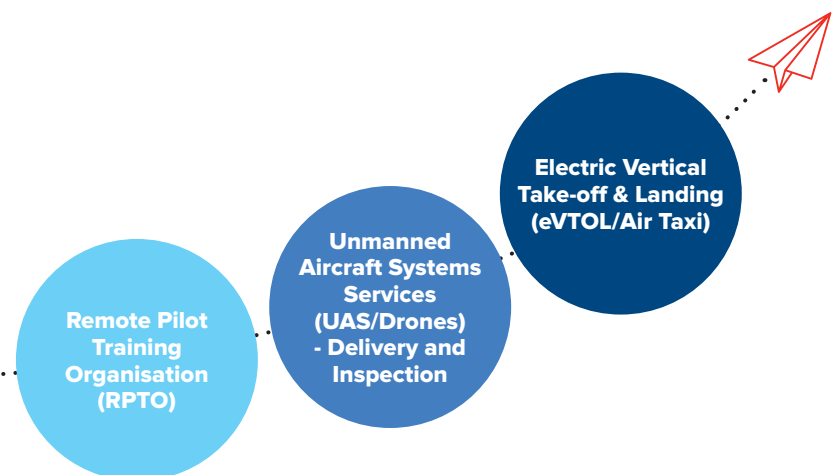 Remote Pilot
Training
Organisation
(RPTO)
Unmanned
Aircraft Systems
Services
(UAS/Drones)
- Delivery and
Inspection
Electric Vertical
Take-off & Landing
(eVTOL/Air Taxi)